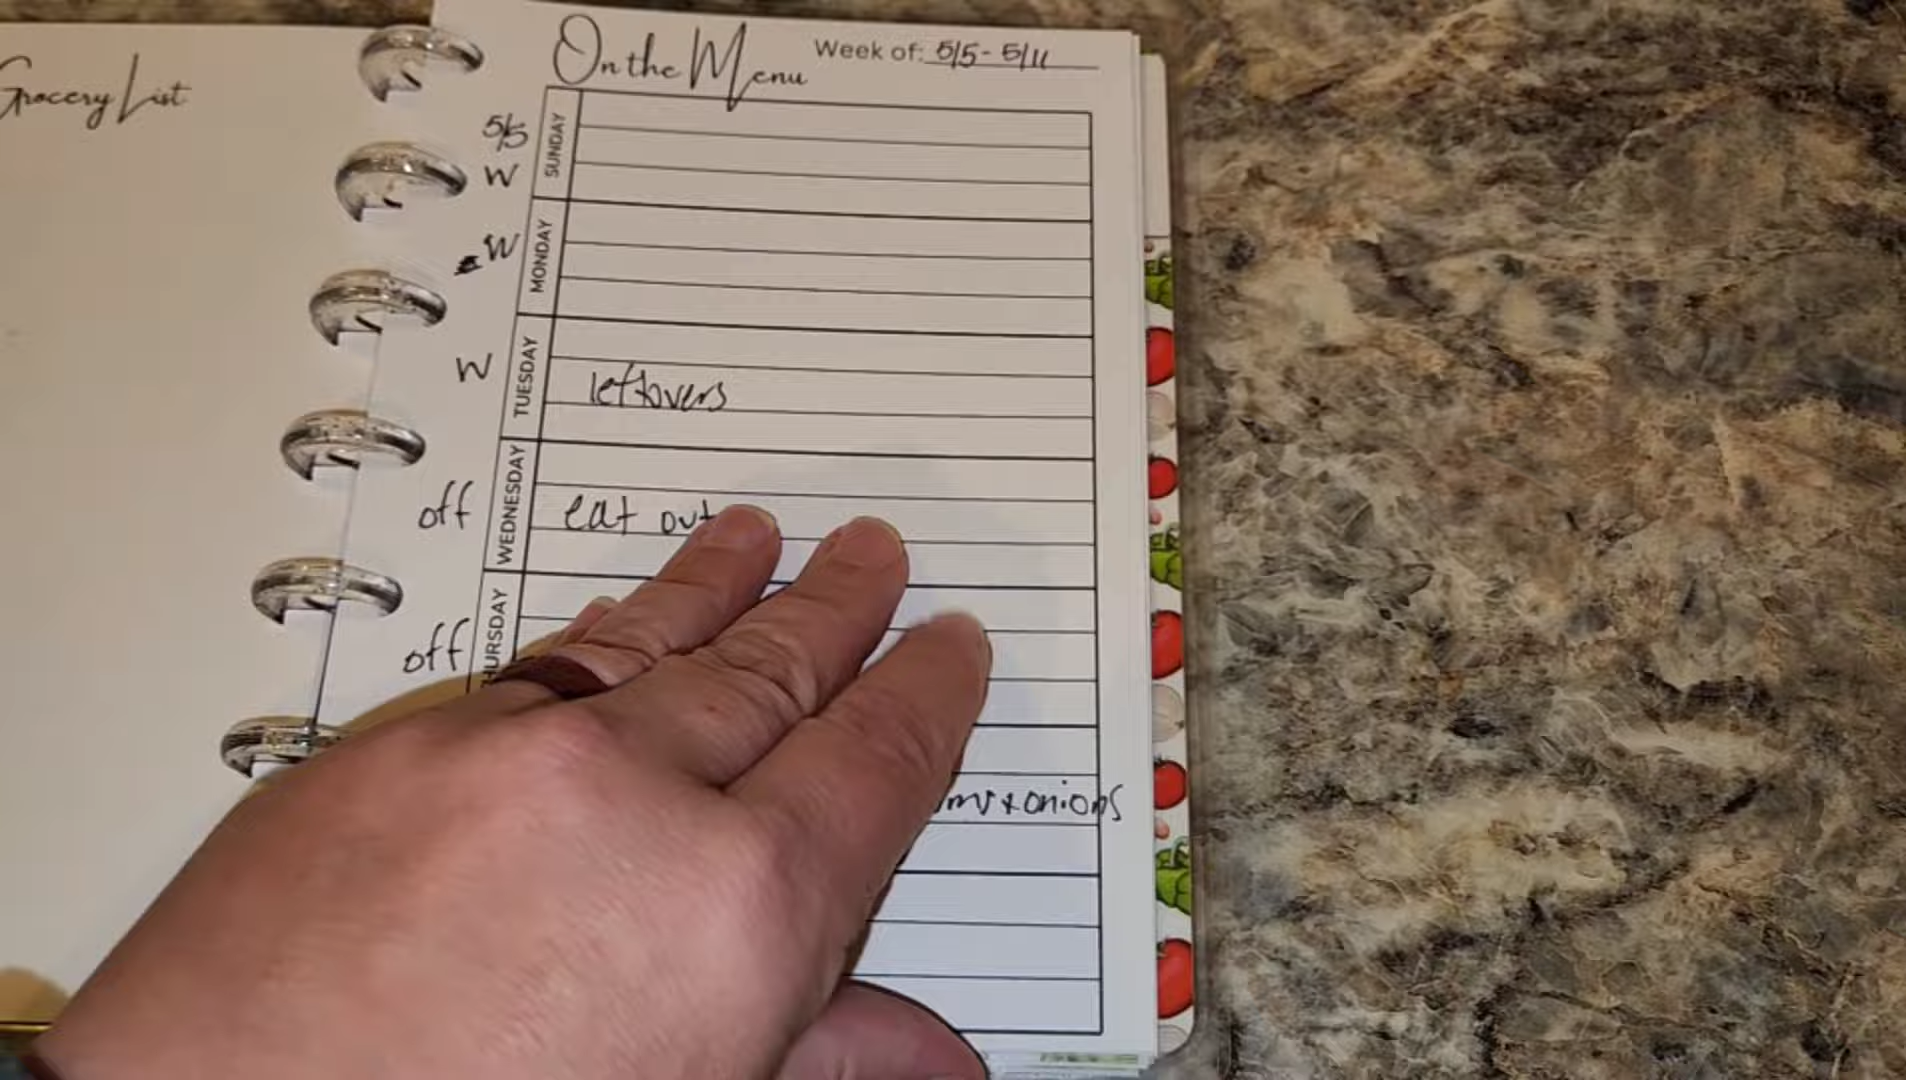 Grocery List
On the Menu
Week of: 5/5 - 5/11
5/5
W
SUNDAY
W
MONDAY
W
TUESDAY
leftovers
off
WEDNESDAY
eat out
off
+ onions